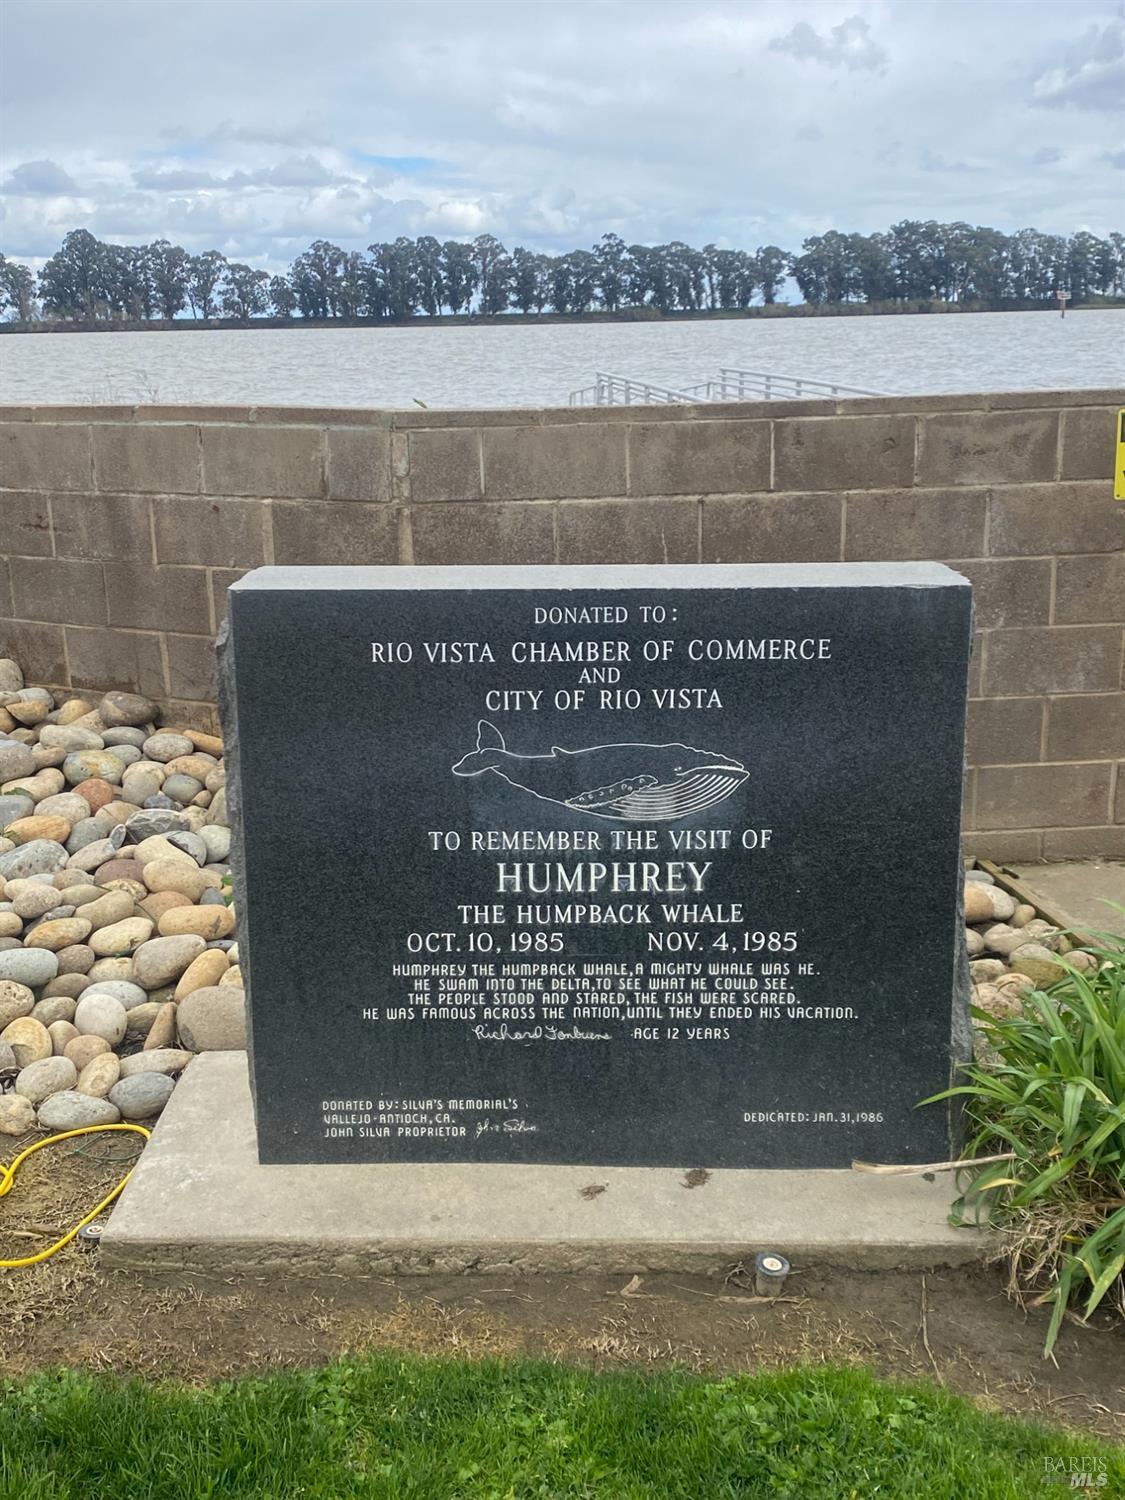 DONATED TO:
RIO VISTA CHAMBER OF COMMERCE
AND
CITY OF RIO VISTA
TO REMEMBER THE VISIT OF
HUMPHREY
THE HUMPBACK WHALE
OCT. 10, 1985 NOV. 4, 1985
HUMPHREY THE HUMPBACK WHALE, A MIGHTY WHALE WAS HE.
HE SWAM INTO THE DELTA, TO SEE WHAT HE COULD SEE.
THE PEOPLE STOOD AND STARED, THE FISH WERE SCARED.
HE WAS FAMOUS ACROSS THE NATION, UNTIL THEY ENDED HIS VACATION.
Richard Fonbuena AGE 12 YEARS
DONATED BY: SILVA'S MEMORIAL'S
VALLEJO-ANTIOCH, CA.
JOHN SILVA PROPRIETOR John Silva
DEDICATED: JAN. 31, 1986
BAREIS
MLS